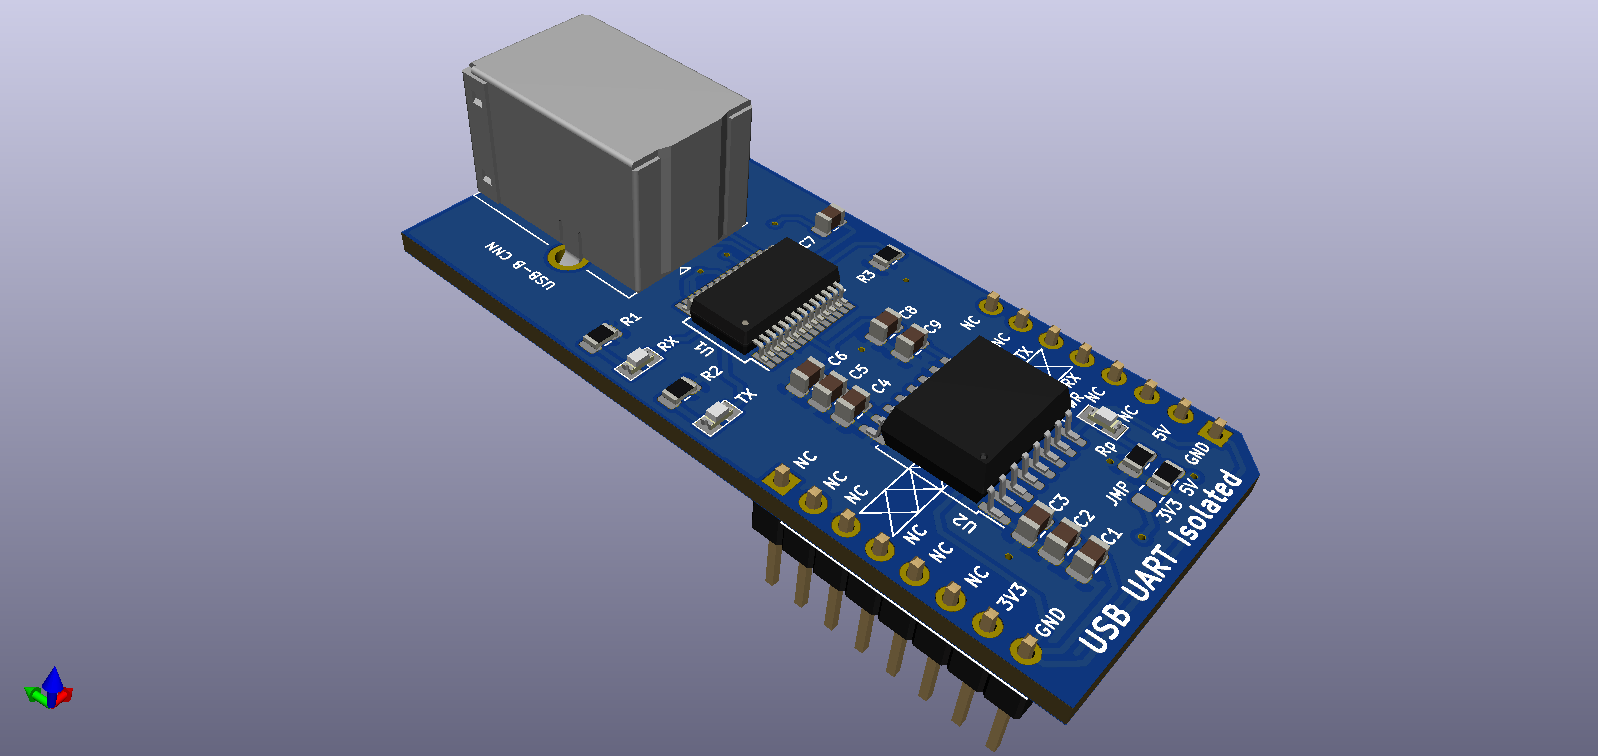 USB-B CNN
C7
R3
R1
RX
R2
TX
U1
C8
C9
C6
C5
C4
NC
NC
TX
RX
NC
NC
5V
GND
Rp
JMP
5V
3V3
NC
NC
NC
NC
NC
NC
3V3
GND
U2
C3
C2
C1
USB UART Isolated